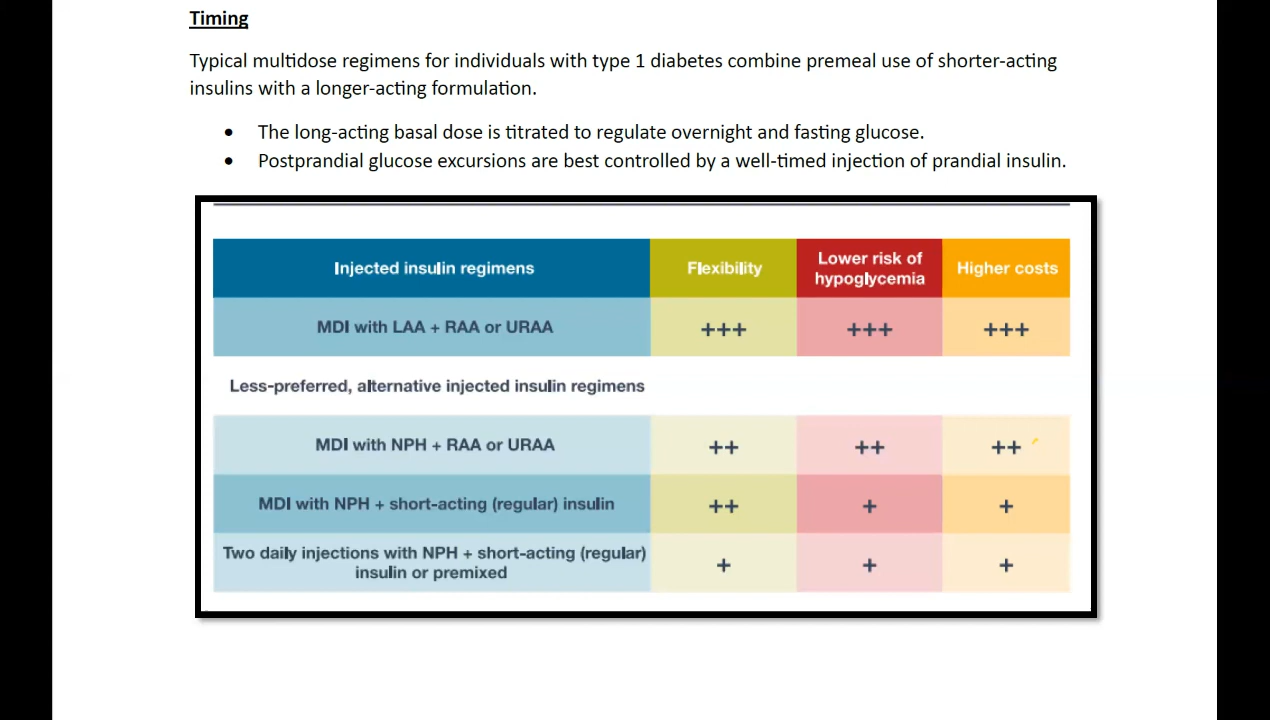 Timing
Typical multidose regimens for individuals with type 1 diabetes combine premeal use of shorter-acting
insulins with a longer-acting formulation.
• The long-acting basal dose is titrated to regulate overnight and fasting glucose.
• Postprandial glucose excursions are best controlled by a well-timed injection of prandial insulin.
Injected insulin regimens Flexibility Lower risk of
hypoglycemia Higher costs
MDI with LAA + RAA or URAA +++ +++ +++
Less-preferred, alternative injected insulin regimens
MDI with NPH + RAA or URAA ++ ++ ++
MDI with NPH + short-acting (regular) insulin ++ + +
Two daily injections with NPH + short-acting (regular)
insulin or premixed + + +